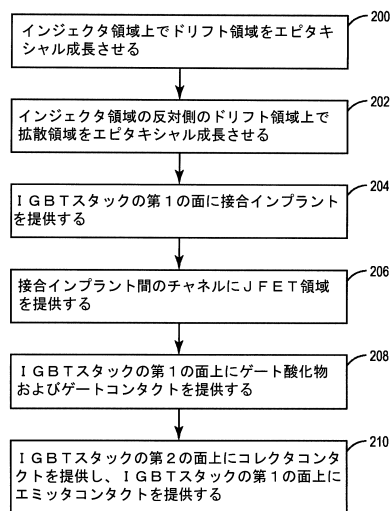 インジェクタ領域上でドリフト領域をエピタキ
シャル成長させる
200
インジェクタ領域の反対側のドリフト領域上で
拡散領域をエピタキシャル成長させる
202
ＩＧＢＴスタックの第１の面に接合インプラント
を提供する
204
接合インプラント間のチャネルにＪＦＥＴ領域
を提供する
206
ＩＧＢＴスタックの第１の面上にゲート酸化物
およびゲートコンタクトを提供する
208
ＩＧＢＴスタックの第２の面上にコレクタコンタ
クトを提供し、ＩＧＢＴスタックの第１の面上に
エミッタコンタクトを提供する
210